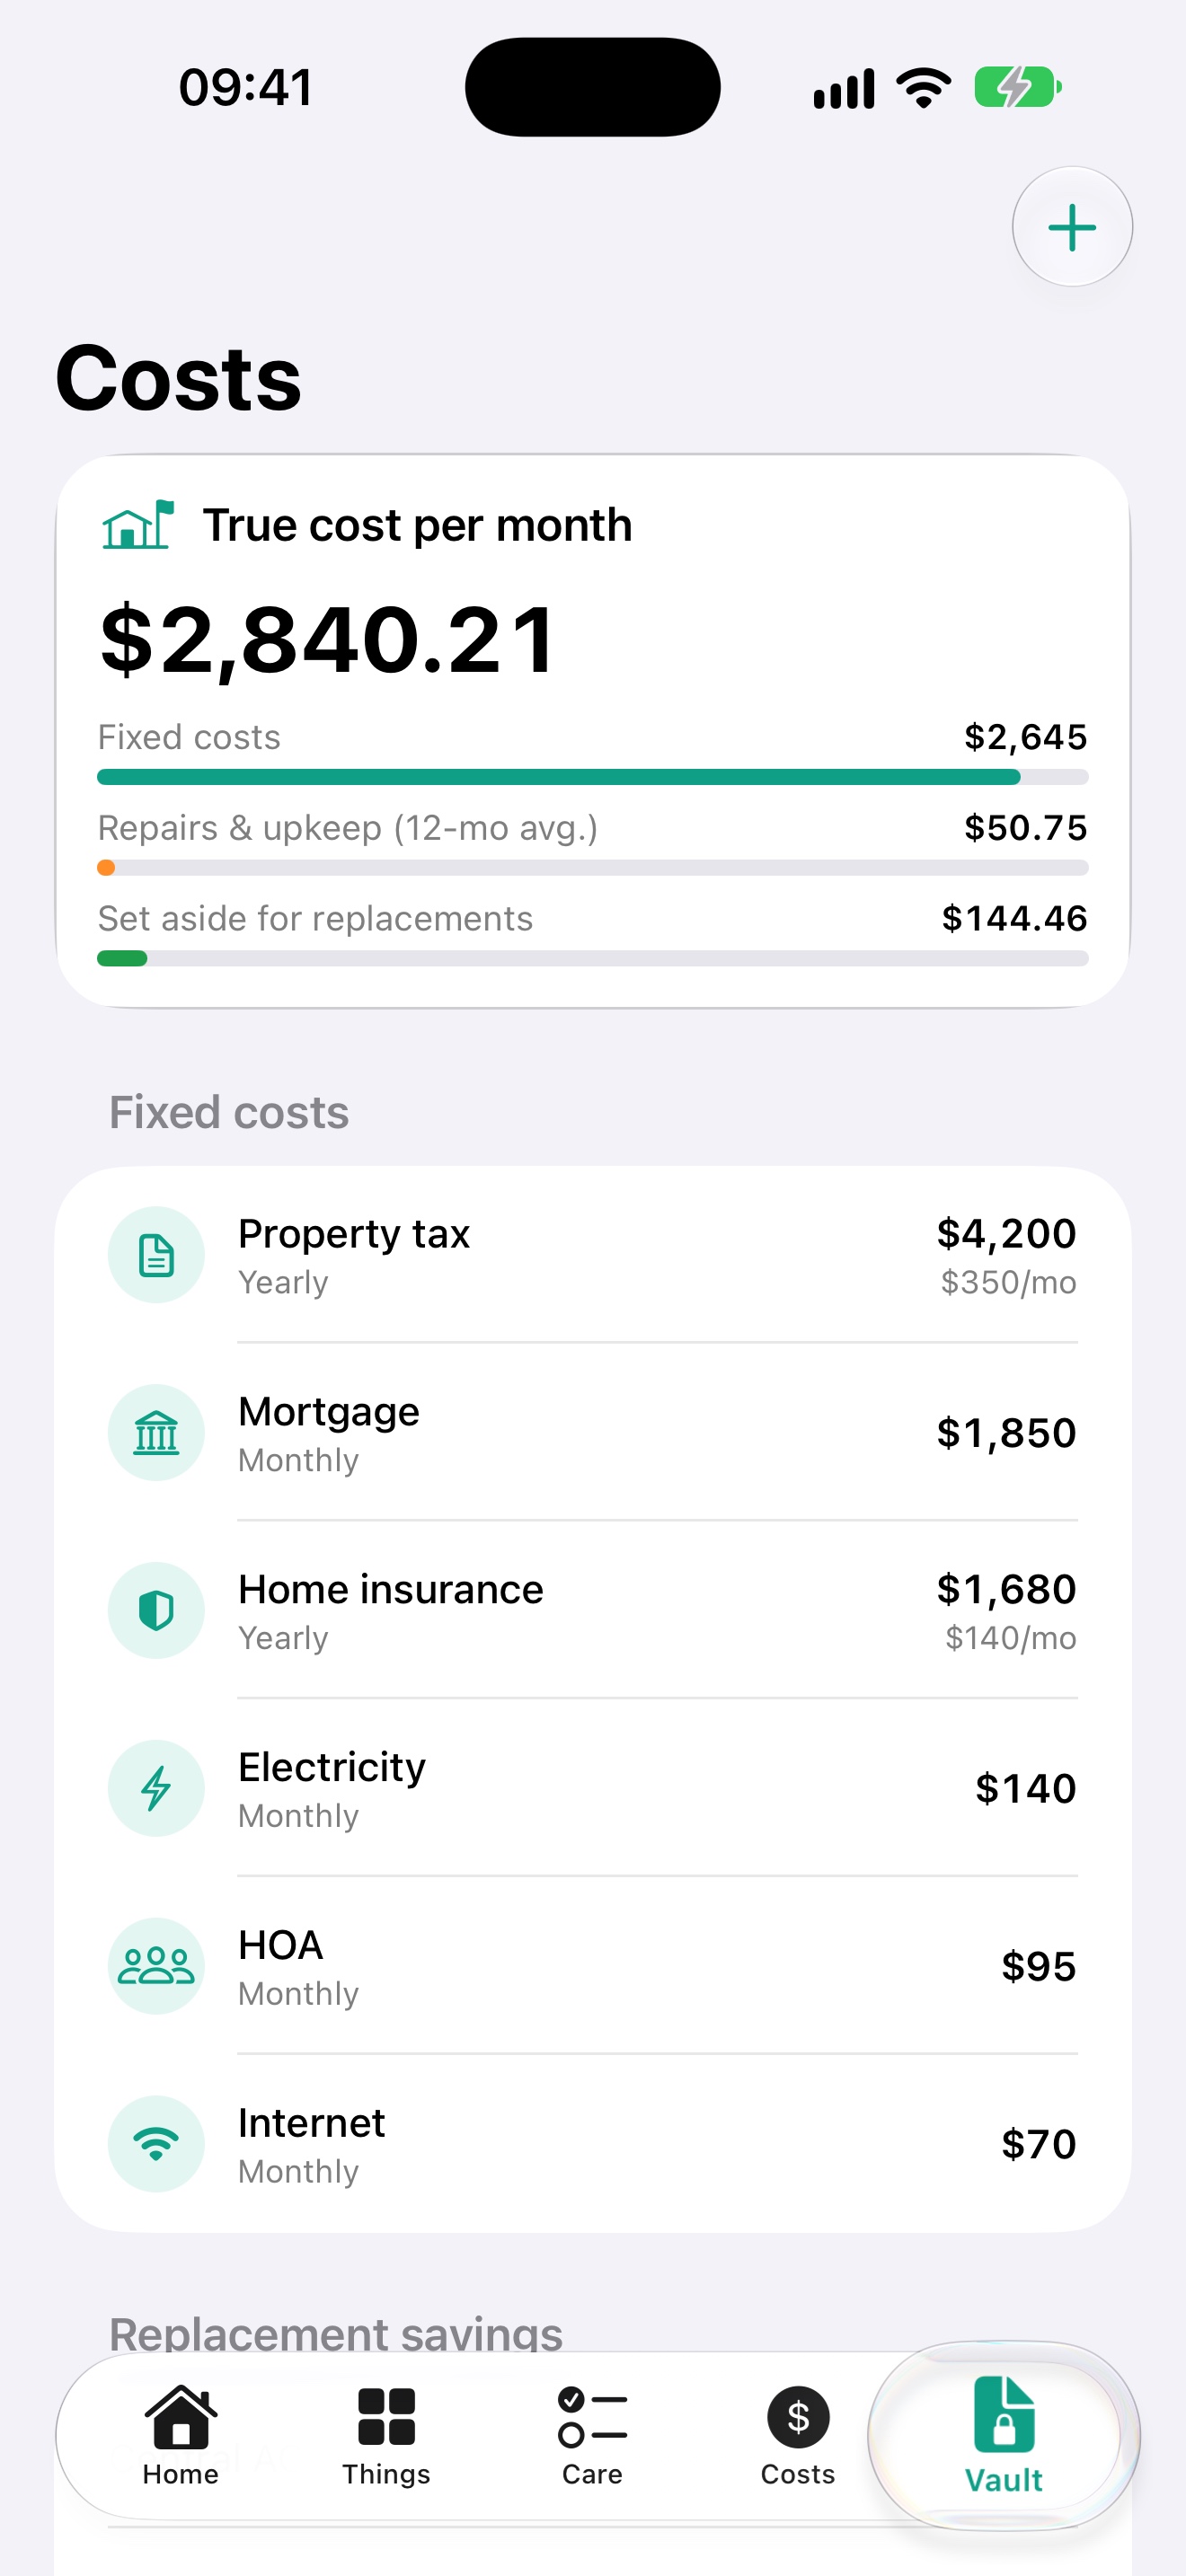 09:41
Costs
True cost per month
$2,840.21
Fixed costs $2,645
Repairs & upkeep (12-mo avg.) $50.75
Set aside for replacements $144.46
Fixed costs
Property tax $4,200
Yearly $350/mo
Mortgage
Monthly
$1,850
Home insurance $1,680
Yearly $140/mo
Electricity
Monthly
$140
HOA
Monthly
$95
Internet
Monthly
$70
Replacement savings
Home Things Care Costs Vault